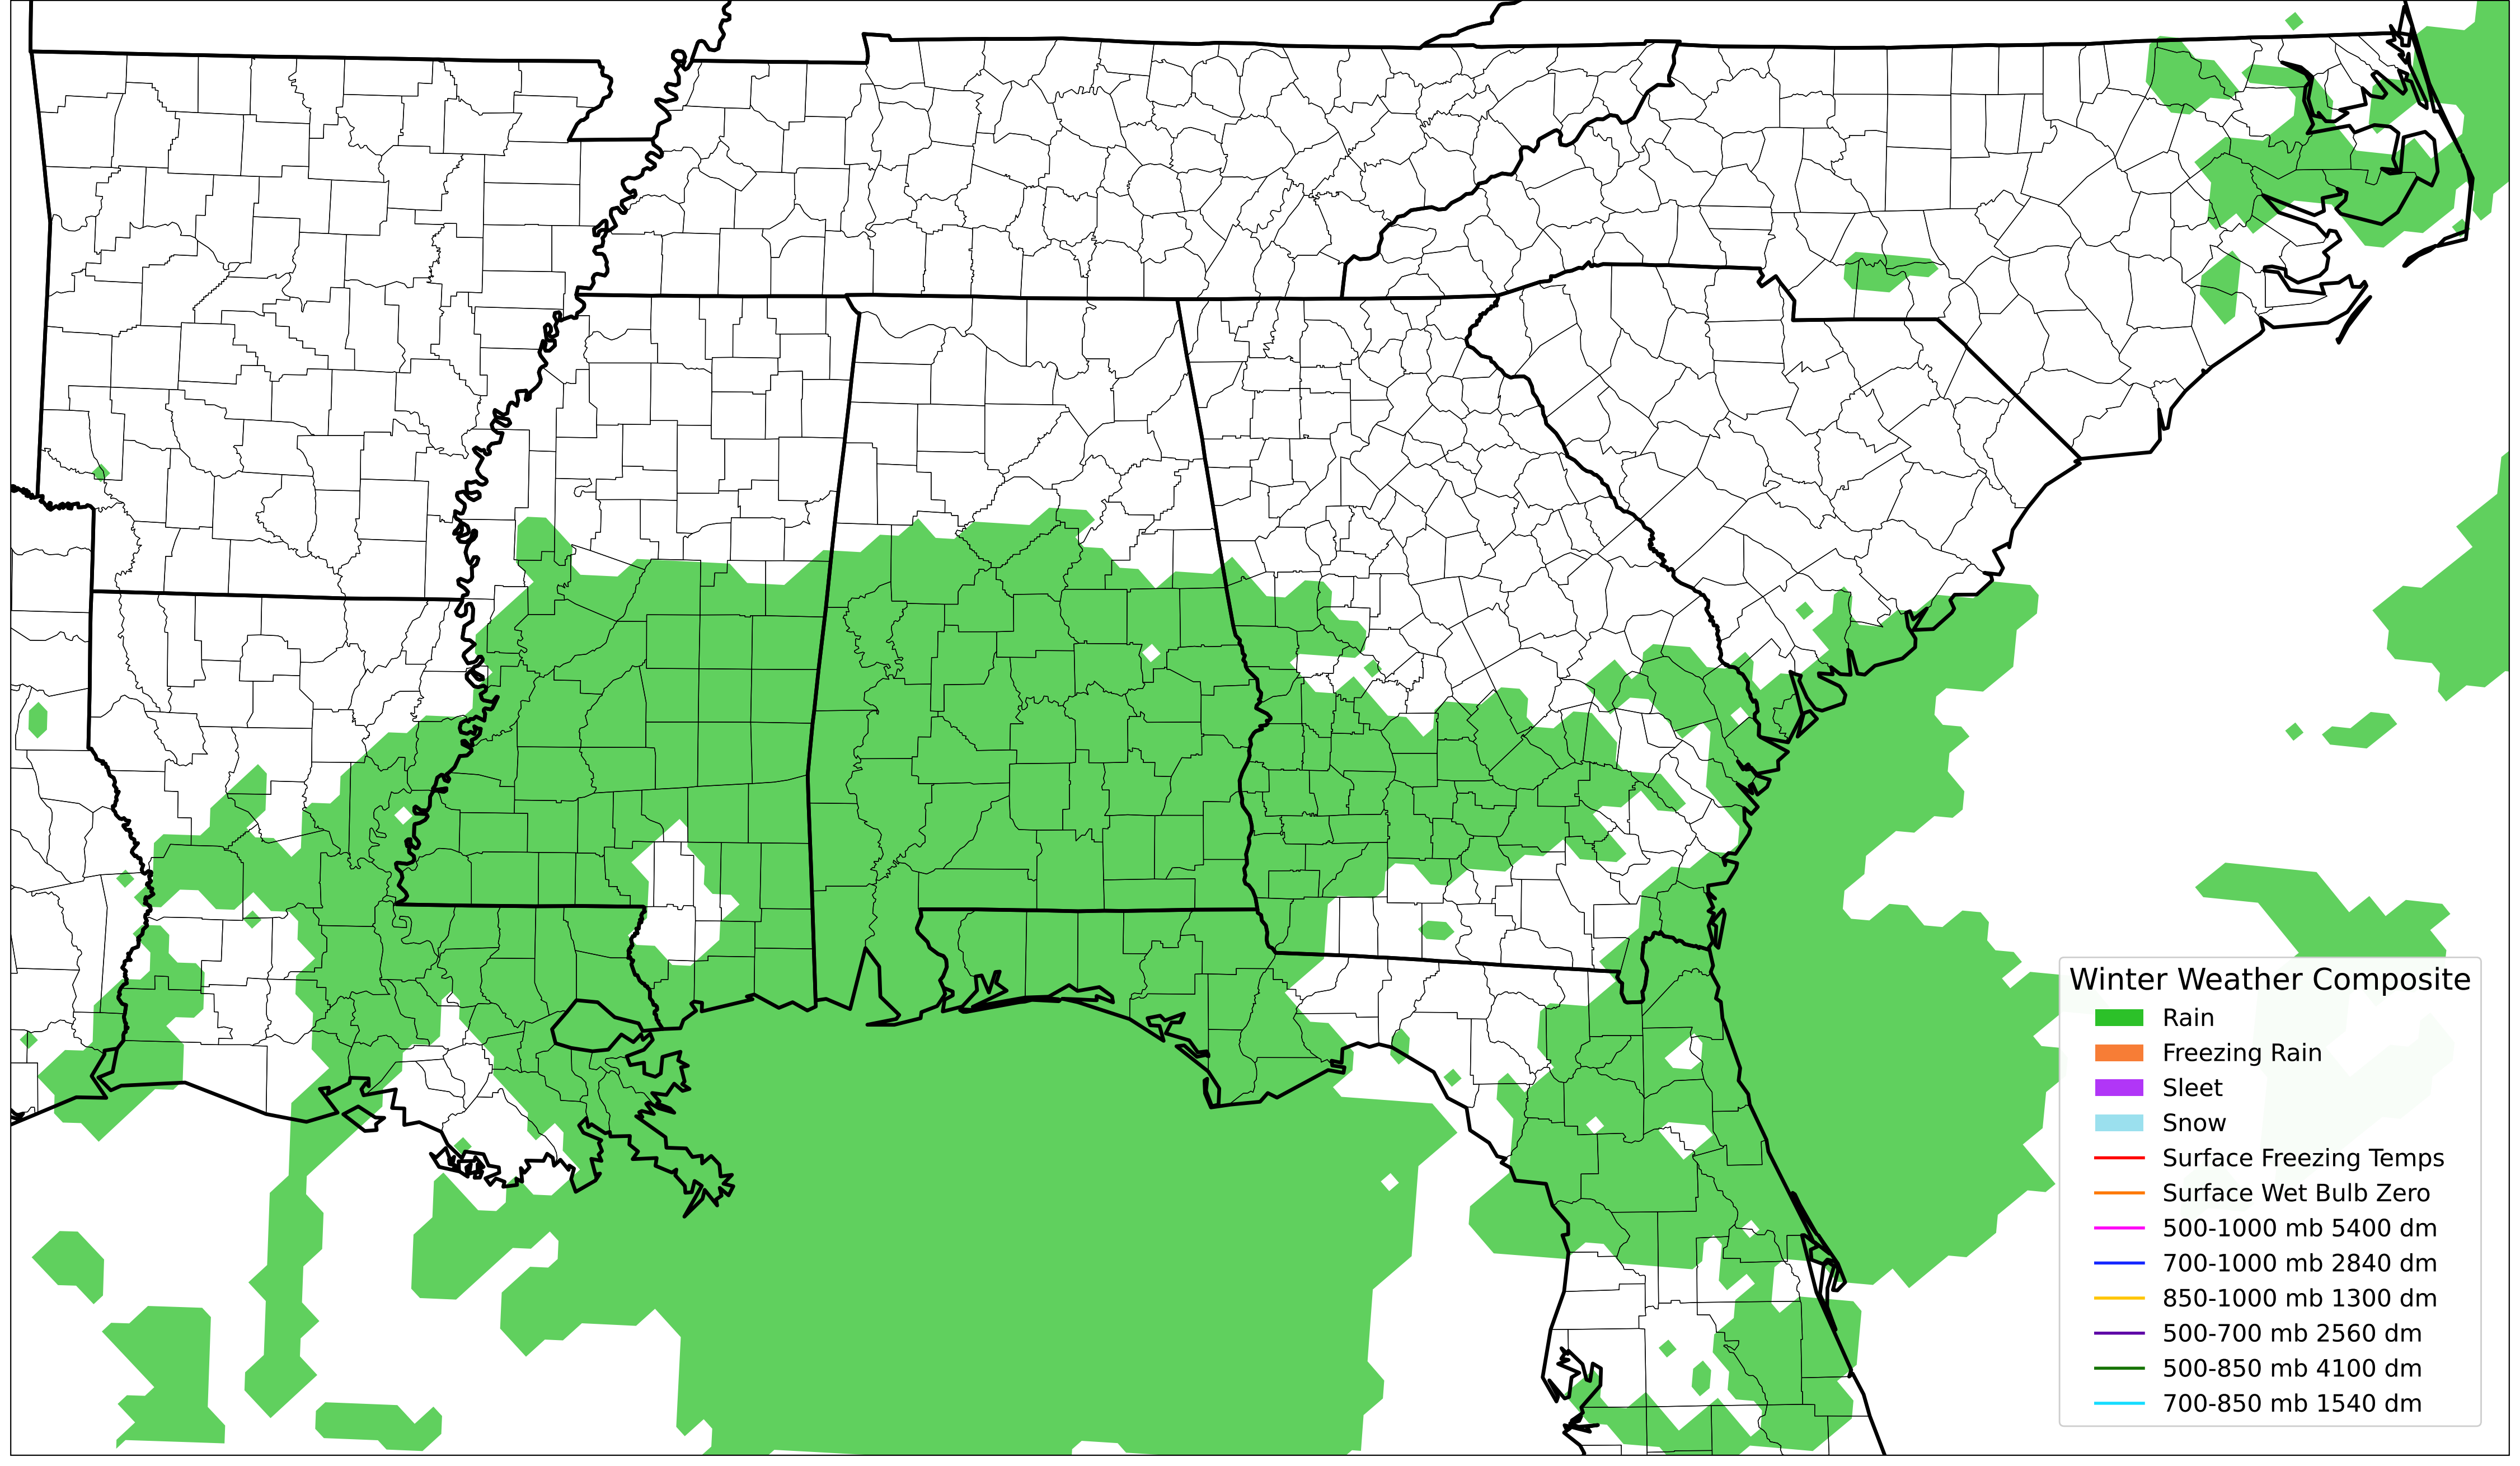 Winter Weather Composite
Rain
Freezing Rain
Sleet
Snow
Surface Freezing Temps
Surface Wet Bulb Zero
500-1000 mb 5400 dm
700-1000 mb 2840 dm
850-1000 mb 1300 dm
500-700 mb 2560 dm
500-850 mb 4100 dm
700-850 mb 1540 dm